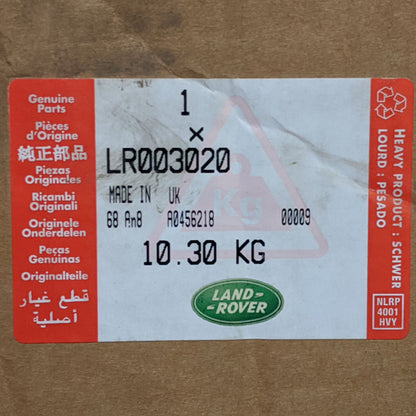 Genuine
Parts
Pièces
d'Origine
純正部品
Piezas
Originales
Ricambi
Originali
Originele
Onderdelen
Peças
Genuinas
Originalteile
قطع غيار
أصلية
1
×
LR003020
MADE IN UK
68 An8 A0456218 00009
10.30 KG
Kg
LAND-
-ROVER
HEAVY PRODUCT : SCHWER
LOURD : PESADO
NLRP
4001
HVY